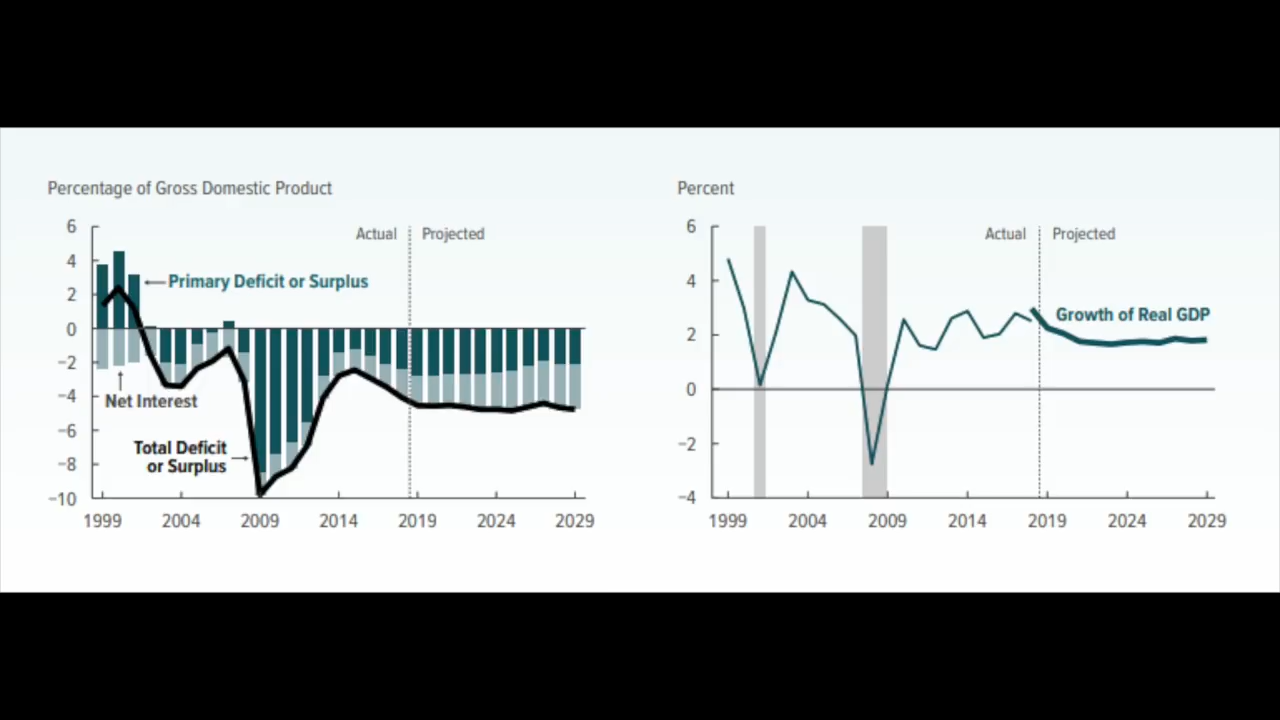 Percentage of Gross Domestic Product
6
4
2
0
−2
−4
−6
−8
−10
Actual
Projected
Primary Deficit or Surplus
Net Interest
Total Deficit
or Surplus
1999 2004 2009 2014 2019 2024 2029
Percent
6
4
2
0
−2
−4
Actual
Projected
Growth of Real GDP
1999 2004 2009 2014 2019 2024 2029